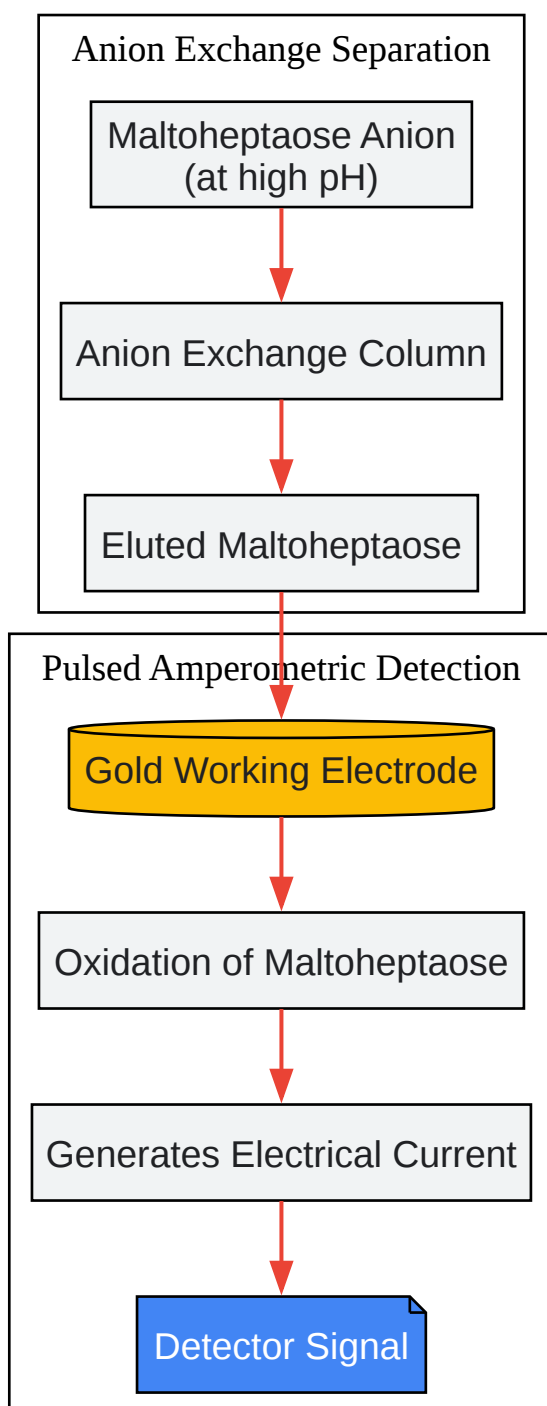 Anion Exchange Separation
Maltoheptaose Anion
(at high pH)
Anion Exchange Column
Eluted Maltoheptaose
Pulsed Amperometric Detection
Gold Working Electrode
Oxidation of Maltoheptaose
Generates Electrical Current
Detector Signal